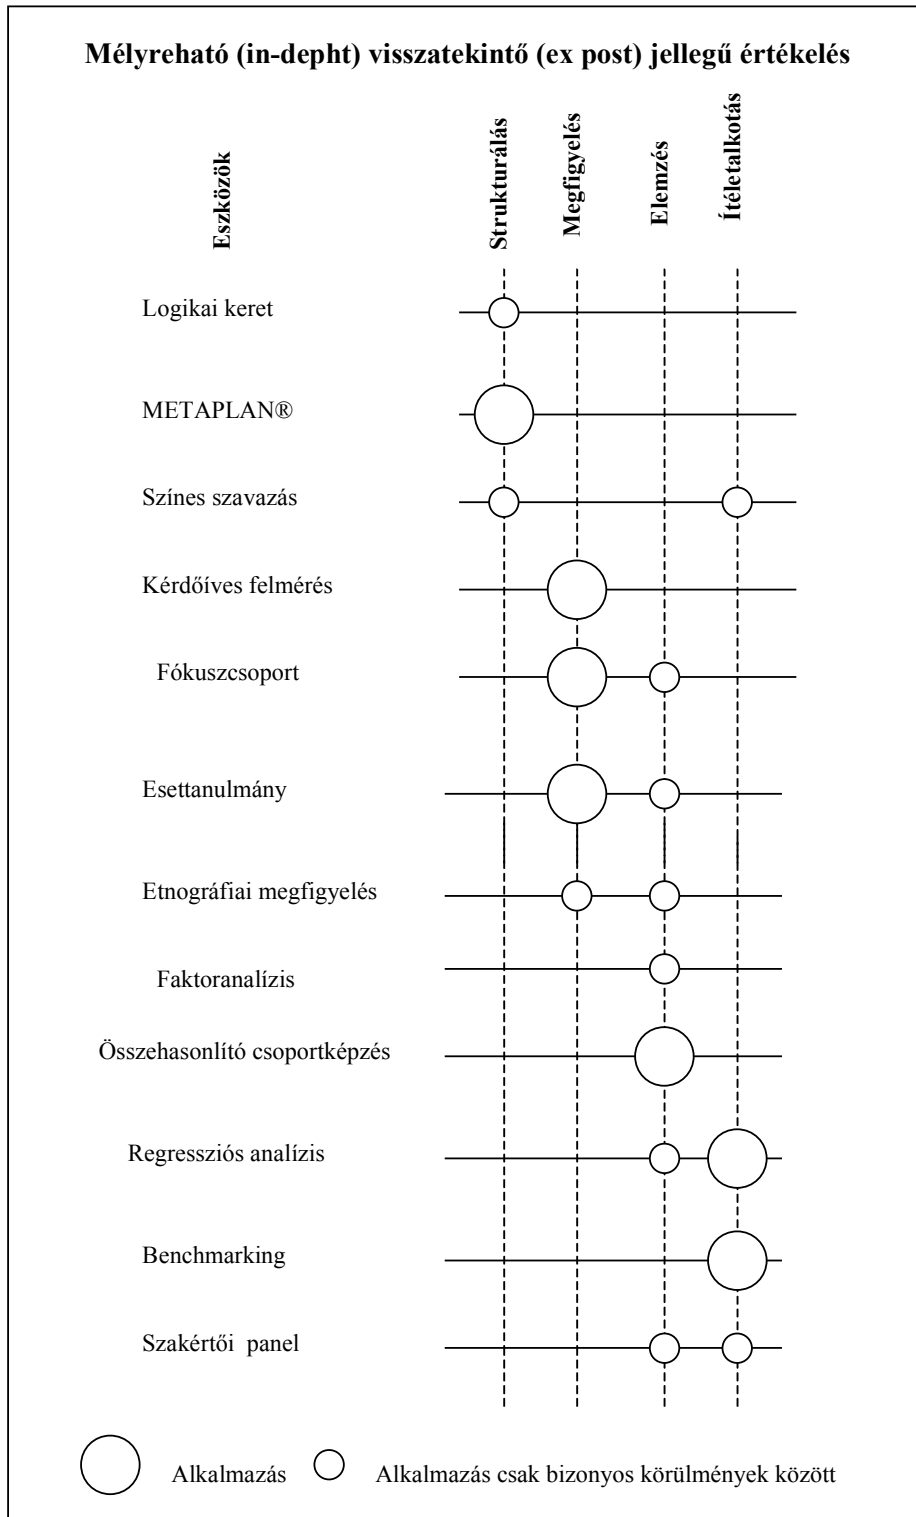 Mélyreható (in-depht) visszatekintő (ex post) jellegű értékelés
Eszközök
Strukturálás
Megfigyelés
Elemzés
Ítéletalkotás
Logikai keret
METAPLAN®
Színes szavazás
Kérdőíves felmérés
Fókuszcsoport
Esettanulmány
Etnográfiai megfigyelés
Faktoranalízis
Összehasonlító csoportképzés
Regressziós analízis
Benchmarking
Szakértői panel
Alkalmazás
Alkalmazás csak bizonyos körülmények között